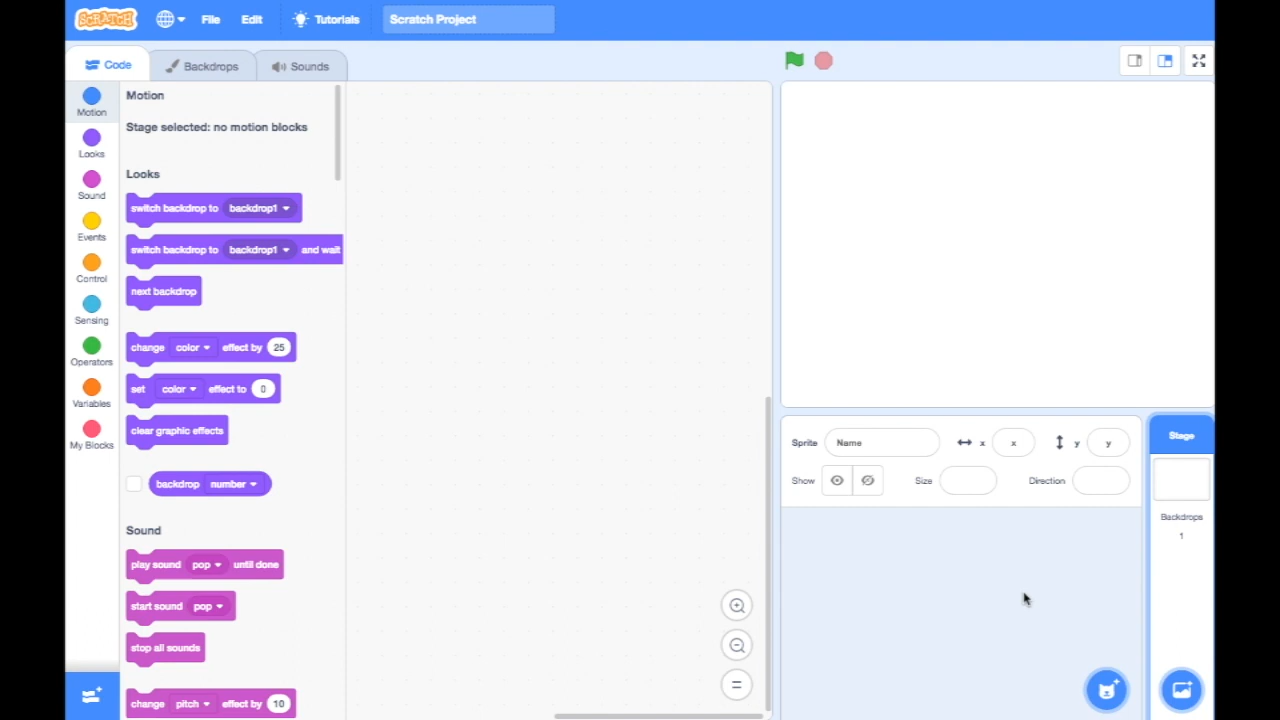 SCRATCH File Edit Tutorials Scratch Project
Code Backdrops Sounds
Motion
Looks
Sound
Events
Control
Sensing
Operators
Variables
My Blocks
Motion
Stage selected: no motion blocks
Looks
switch backdrop to backdrop1
switch backdrop to backdrop1 and wait
next backdrop
change color effect by 25
set color effect to 0
clear graphic effects
backdrop number
Sound
play sound pop until done
start sound pop
stop all sounds
change pitch effect by 10
Sprite Name x x y y
Show Size Direction
Stage
Backdrops
1